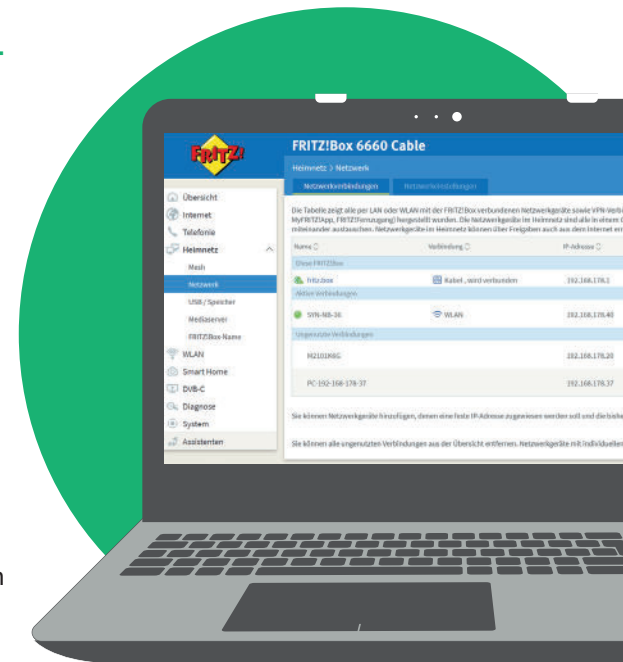 FRITZ!
FRITZ!Box 6660 Cable
Heimnetz > Netzwerk
Netzwerkverbindungen Netzwerkeinstellungen
Übersicht
Internet
Telefonie
Heimnetz
Mesh
Netzwerk
USB / Speicher
Mediaserver
FRITZ!Box-Name
WLAN
Smart Home
DVB-C
Diagnose
System
Assistenten
Die Tabelle zeigt alle per LAN oder WLAN mit der FRITZ!Box verbundenen Netzwerkgeräte sowie VPN-Verbi
MyFRITZ!App, FRITZ!Fernzugang) hergestellt wurden. Die Netzwerkgeräte im Heimnetz sind alle in einem
miteinander austauschen. Netzwerkgeräte im Heimnetz können über Freigaben auch aus dem Internet err
Name Verbindung IP-Adresse
Diese FRITZ!Box
fritz.box Kabel, wird verbunden 192.168.178.1
Aktive Verbindungen
WLAN 192.168.178.40
Ungenutzte Verbindungen
192.168.178.20
PC-192-168-178-37 192.168.178.37
Sie können Netzwerkgeräte hinzufügen, denen eine feste IP-Adresse zugewiesen werden soll und die bishe
Sie können alle ungenutzten Verbindungen aus der Übersicht entfernen. Netzwerkgeräte mit individuellen
n